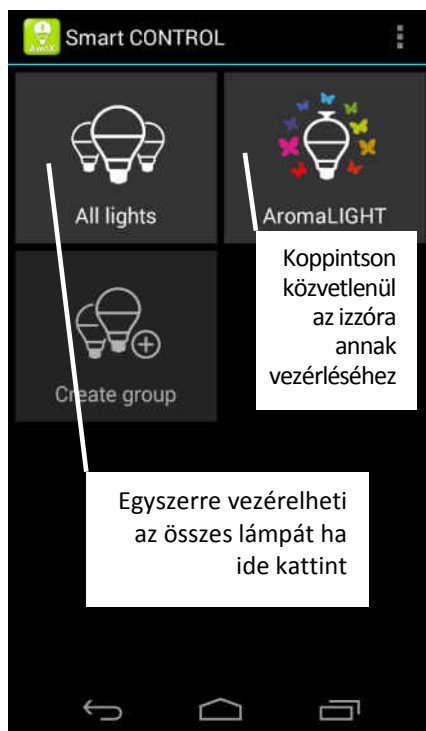 Smart CONTROL
All lights
AromaLIGHT
Koppintson
közvetlenül
az izzóra
annak
vezérléséhez
Create group
Egyszerre vezérelheti
az összes lámpát ha
ide kattint